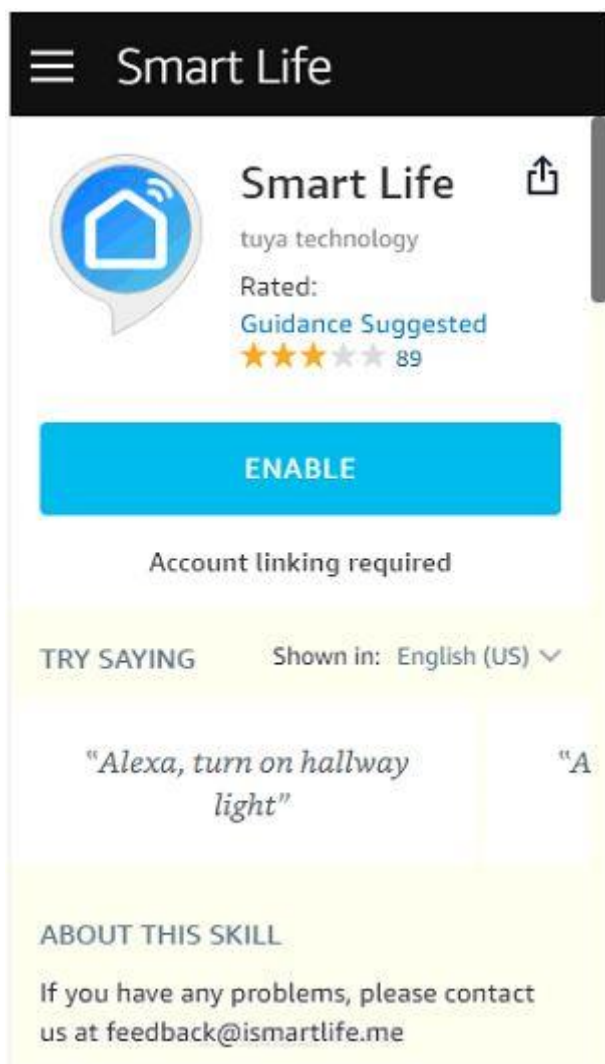 Smart Life
Smart Life
tuya technology
Rated:
Guidance Suggested
89
ENABLE
Account linking required
TRY SAYING Shown in: English (US)
"Alexa, turn on hallway
light"
"A
ABOUT THIS SKILL
If you have any problems, please contact
us at feedback@ismartlife.me